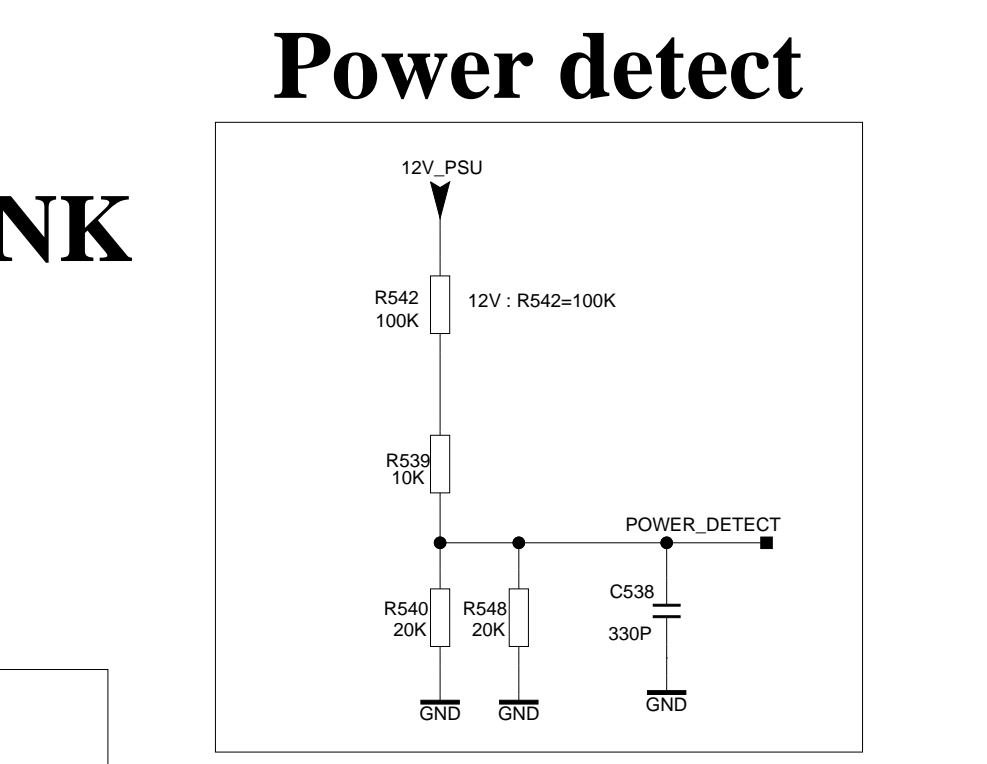 Power detect
NK
12V_PSU
R542
100K
12V : R542=100K
R539
10K
POWER_DETECT
R540
20K
R548
20K
C538
330P
GND
GND
GND